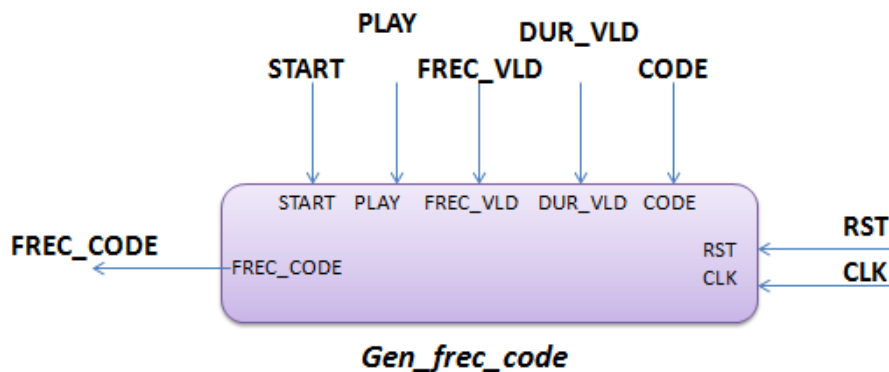 PLAY
DUR_VLD
START
FREC_VLD
CODE
START PLAY FREC_VLD DUR_VLD CODE
RST
FREC_CODE
FREC_CODE
RST
CLK
CLK
Gen_frec_code